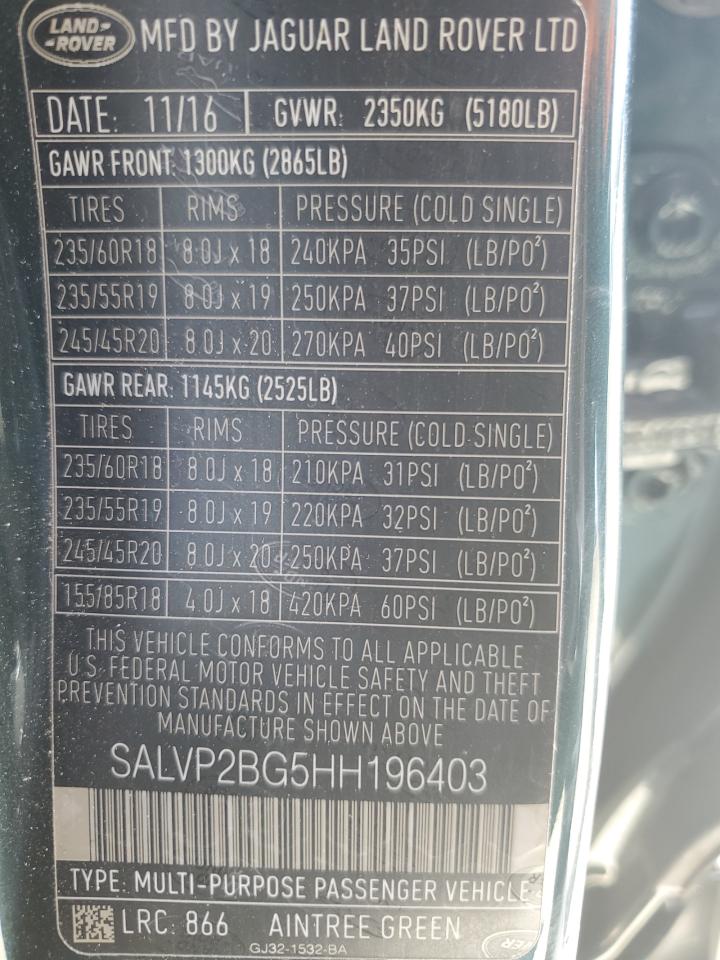 LAND- -ROVER MFD BY JAGUAR LAND ROVER LTD
DATE: 11/16 GVWR: 2350KG (5180LB)
GAWR FRONT: 1300KG (2865LB)
TIRES RIMS PRESSURE (COLD SINGLE)
235/60R18 8.0J x 18 240KPA 35PSI (LB/PO²)
235/55R19 8.0J x 19 250KPA 37PSI (LB/PO²)
245/45R20 8.0J x 20 270KPA 40PSI (LB/PO²)
GAWR REAR: 1145KG (2525LB)
TIRES RIMS PRESSURE (COLD SINGLE)
235/60R18 8.0J x 18 210KPA 31PSI (LB/PO²)
235/55R19 8.0J x 19 220KPA 32PSI (LB/PO²)
245/45R20 8.0J x 20 250KPA 37PSI (LB/PO²)
155/85R18 4.0J x 18 420KPA 60PSI (LB/PO²)
THIS VEHICLE CONFORMS TO ALL APPLICABLE
U.S. FEDERAL MOTOR VEHICLE SAFETY AND THEFT
PREVENTION STANDARDS IN EFFECT ON THE DATE OF
MANUFACTURE SHOWN ABOVE
SALVP2BG5HH196403
TYPE: MULTI-PURPOSE PASSENGER VEHICLE
LRC: 866 AINTREE GREEN
GJ32-1532-BA